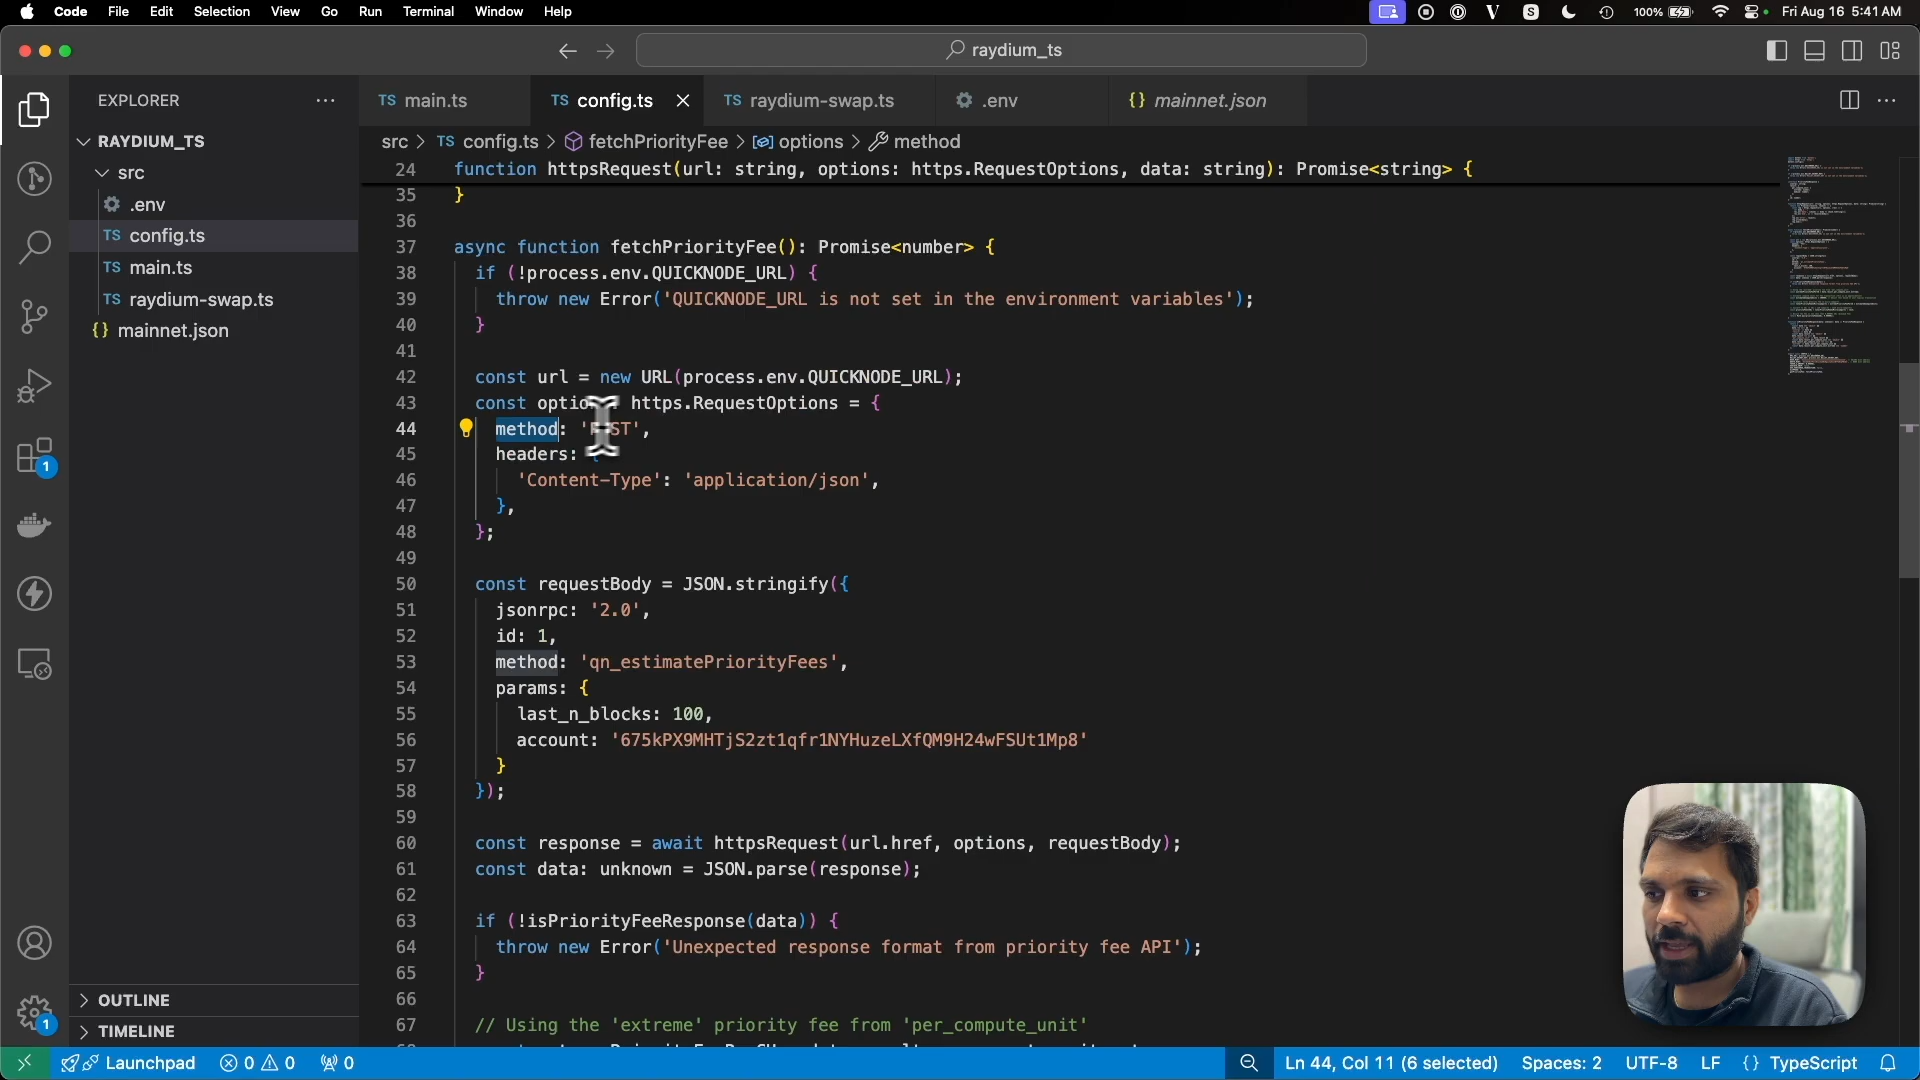 Code File Edit Selection View Go Run Terminal Window Help 100% Fri Aug 16 5:41 AM
raydium_ts
EXPLORER
RAYDIUM_TS
src
.env
TS config.ts
TS main.ts
TS raydium-swap.ts
{} mainnet.json
OUTLINE
TIMELINE
1
1
TS main.ts TS config.ts TS raydium-swap.ts .env {} mainnet.json
src > TS config.ts > fetchPriorityFee > options > method
24 function httpsRequest(url: string, options: https.RequestOptions, data: string): Promise<string> {
35 }
36
37 async function fetchPriorityFee(): Promise<number> {
38 if (!process.env.QUICKNODE_URL) {
39 throw new Error('QUICKNODE_URL is not set in the environment variables');
40 }
41
42 const url = new URL(process.env.QUICKNODE_URL);
43 const https.RequestOptions = {
44 method:
45 headers: {
46 'Content-Type': 'application/json',
47 },
48 };
49
50 const requestBody = JSON.stringify({
51 jsonrpc: '2.0',
52 id: 1,
53 method: 'qn_estimatePriorityFees',
54 params: {
55 last_n_blocks: 100,
56 account: '675kPX9MHTjS2zt1qfr1NYHuzeLXfQM9H24wFSUt1Mp8'
57 }
58 });
59
60 const response = await httpsRequest(url.href, options, requestBody);
61 const data: unknown = JSON.parse(response);
62
63 if (!isPriorityFeeResponse(data)) {
64 throw new Error('Unexpected response format from priority fee API');
65 }
66
67 // Using the 'extreme' priority fee from 'per_compute_unit'
Launchpad 0 0 0 Ln 44, Col 11 (6 selected) Spaces: 2 UTF-8 LF {} TypeScript